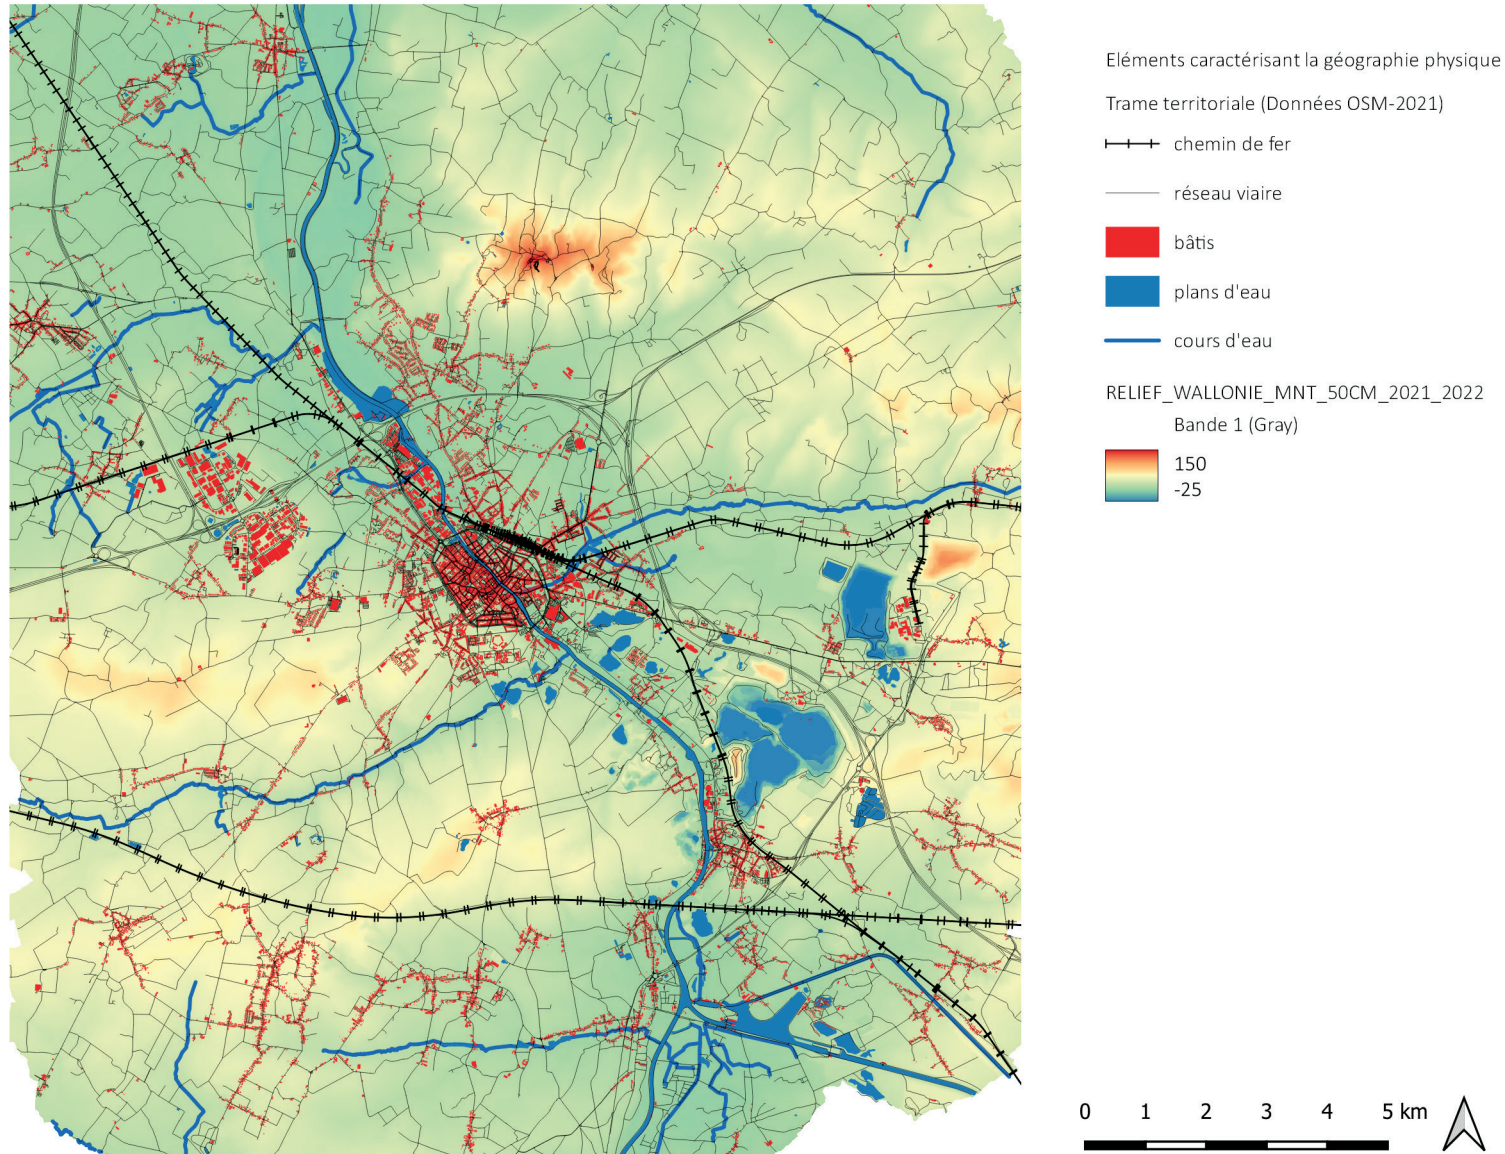 Eléments caractérisant la géographie physique
Trame territoriale (Données OSM-2021)
chemin de fer
réseau viaire
bâtis
plans d'eau
cours d'eau
RELIEF_WALLONIE_MNT_50CM_2021_2022
Bande 1 (Gray)
150
-25
0 1 2 3 4 5 km